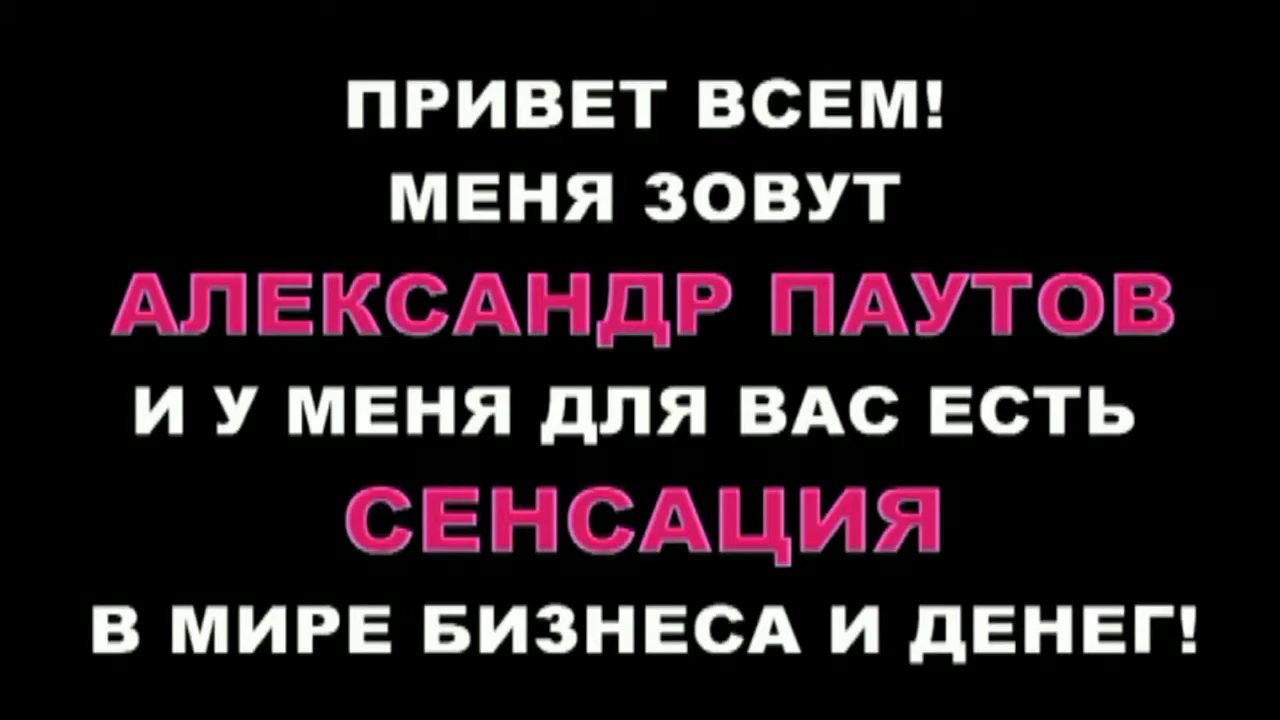 ПРИВЕТ ВСЕМ!
МЕНЯ ЗОВУТ
АЛЕКСАНДР ПАУТОВ
И У МЕНЯ ДЛЯ ВАС ЕСТЬ
СЕНСАЦИЯ
В МИРЕ БИЗНЕСА И ДЕНЕГ!